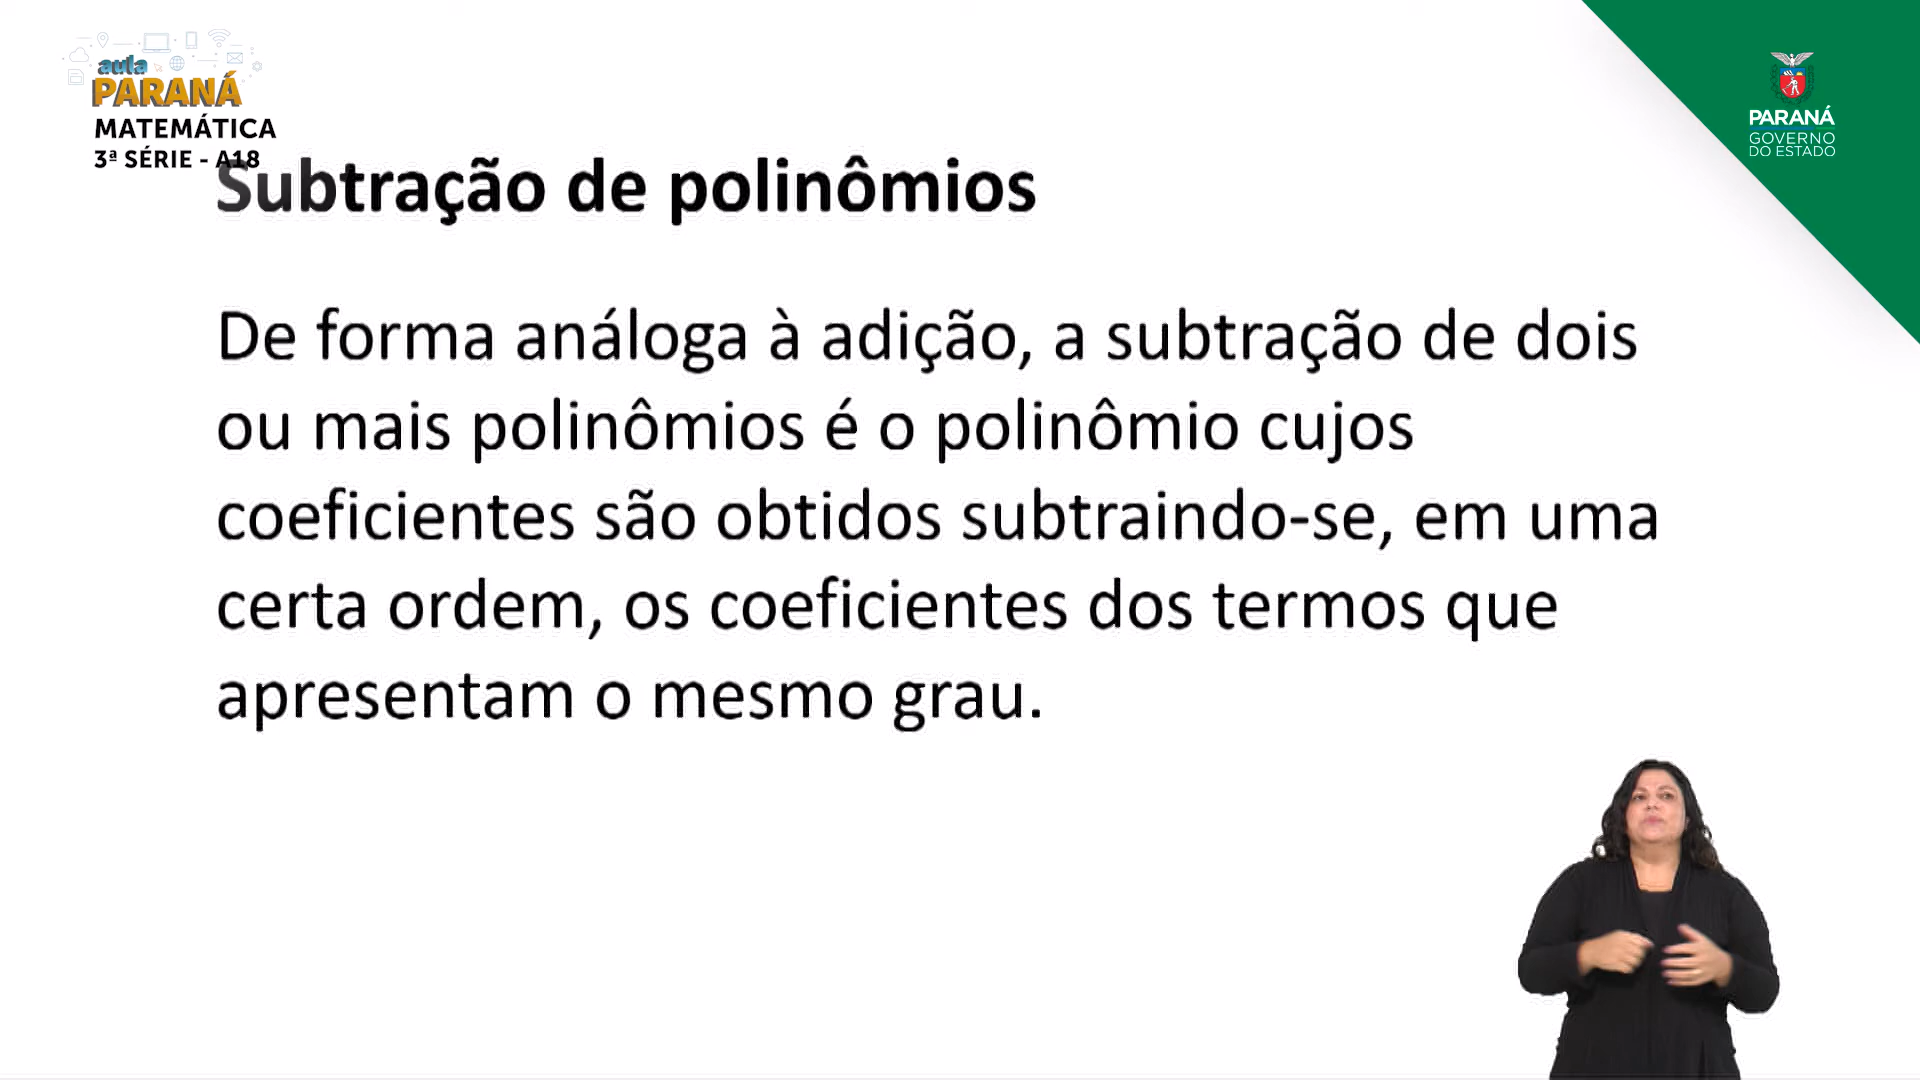 aula
PARANÁ
MATEMÁTICA
3ª SÉRIE - A18
PARANÁ
GOVERNO
DO ESTADO
Subtração de polinômios
De forma análoga à adição, a subtração de dois
ou mais polinômios é o polinômio cujos
coeficientes são obtidos subtraindo-se, em uma
certa ordem, os coeficientes dos termos que
apresentam o mesmo grau.